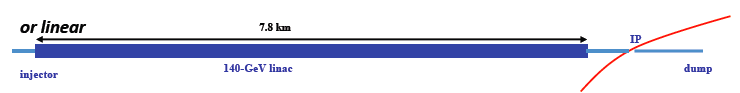 or linear
7.8 km
IP
injector
140-GeV linac
dump